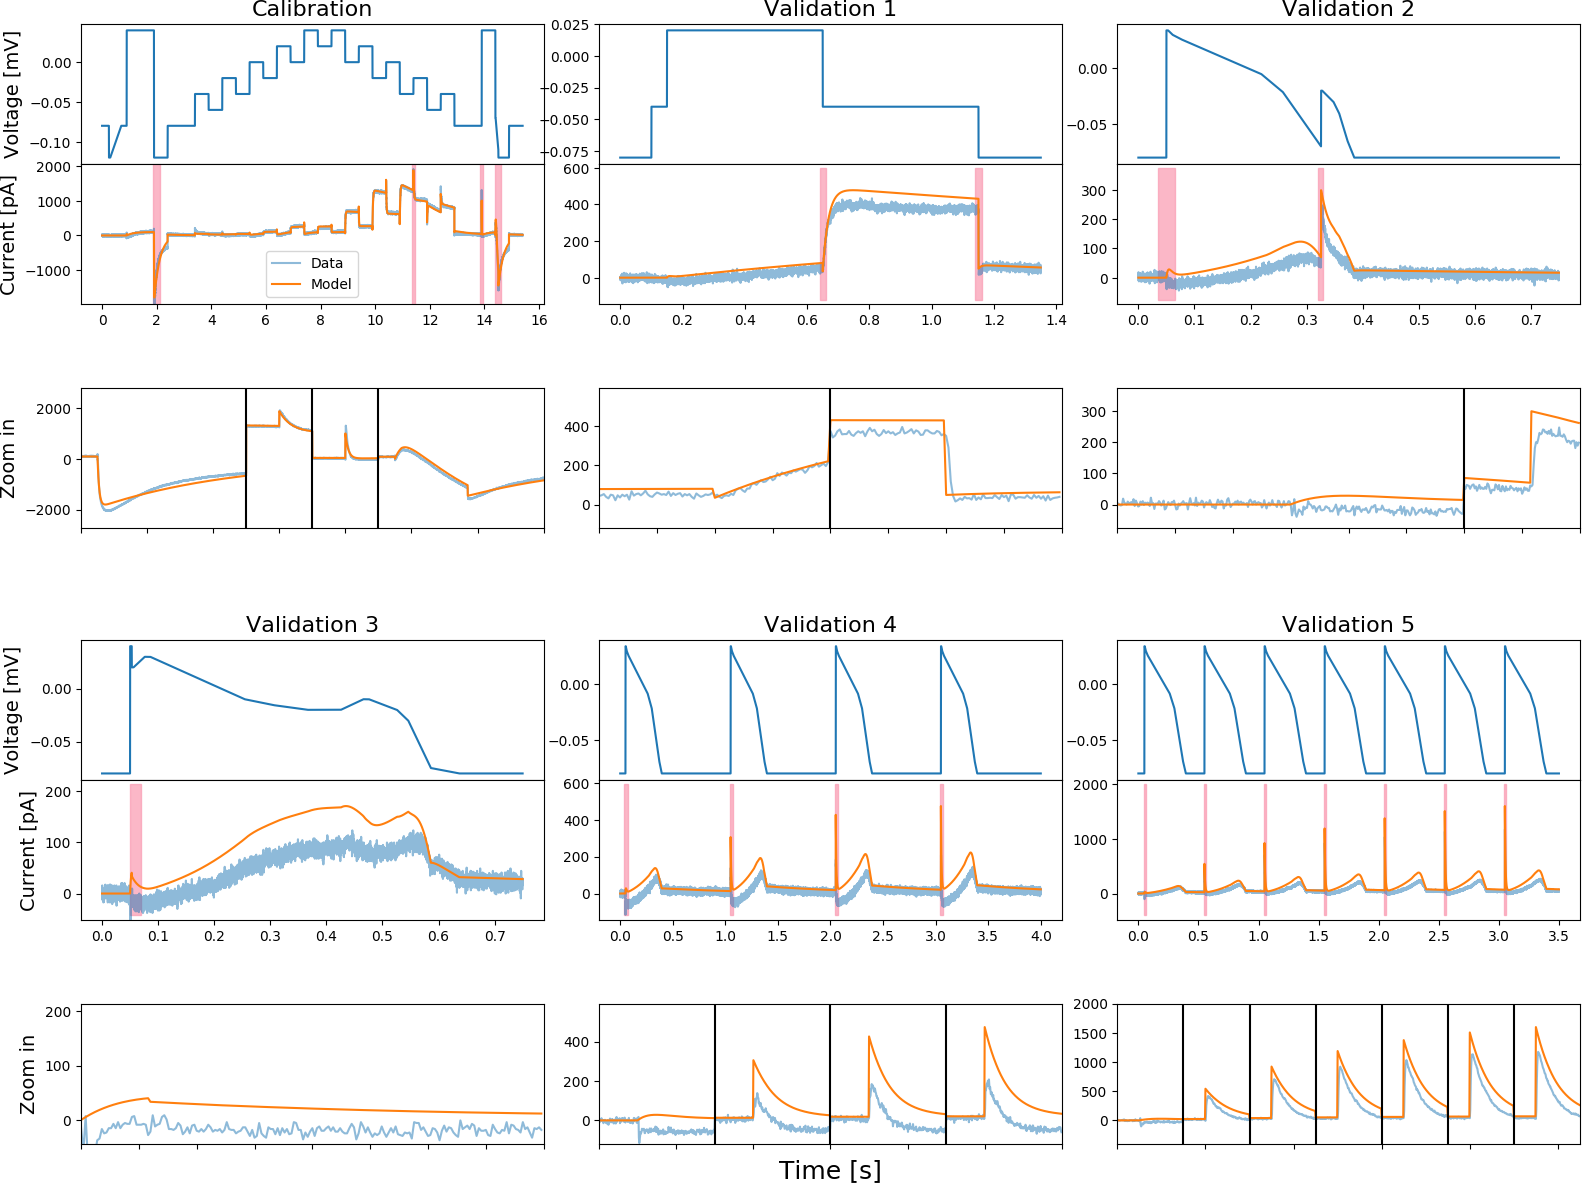 Calibration
Validation 1
Validation 2
Voltage [mV]
0.00
−0.05
−0.10
0.025
0.000
−0.025
−0.050
−0.075
0.00
−0.05
Current [pA]
2000
1000
0
−1000
Data
Model
600
400
200
0
300
200
100
0
0 2 4 6 8 10 12 14 16
0.0 0.2 0.4 0.6 0.8 1.0 1.2 1.4
0.0 0.1 0.2 0.3 0.4 0.5 0.6 0.7
Zoom in
2000
0
−2000
400
200
0
300
200
100
0
Validation 3
Validation 4
Validation 5
Voltage [mV]
0.00
−0.05
0.00
−0.05
0.00
−0.05
Current [pA]
200
100
0
600
400
200
0
2000
1000
0
0.0 0.1 0.2 0.3 0.4 0.5 0.6 0.7
0.0 0.5 1.0 1.5 2.0 2.5 3.0 3.5 4.0
0.0 0.5 1.0 1.5 2.0 2.5 3.0 3.5
Zoom in
200
100
0
400
200
0
2000
1500
1000
500
0
Time [s]